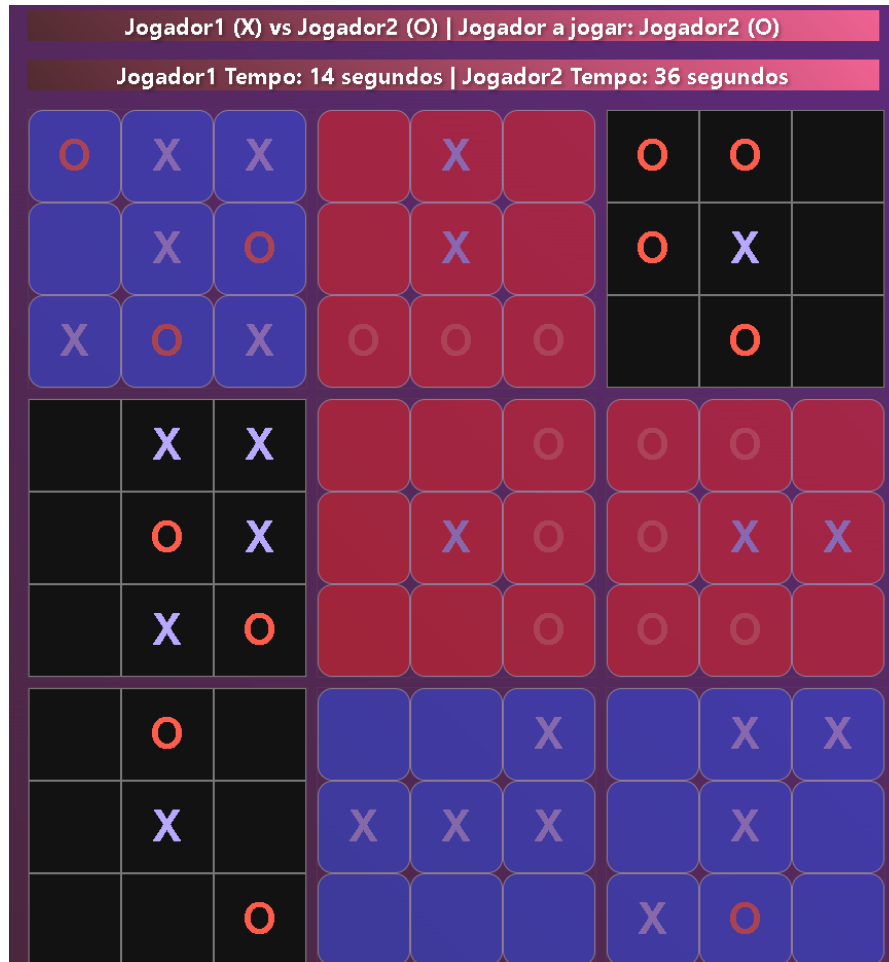 Jogador1 (X) vs Jogador2 (O) | Jogador a jogar: Jogador2 (O)
Jogador1 Tempo: 14 segundos | Jogador2 Tempo: 36 segundos
O X X X O O
X O X O X
X O X O O O O
X X O O O
O X X O O X X
X O O O O
O X X X
X X X X X
O X O